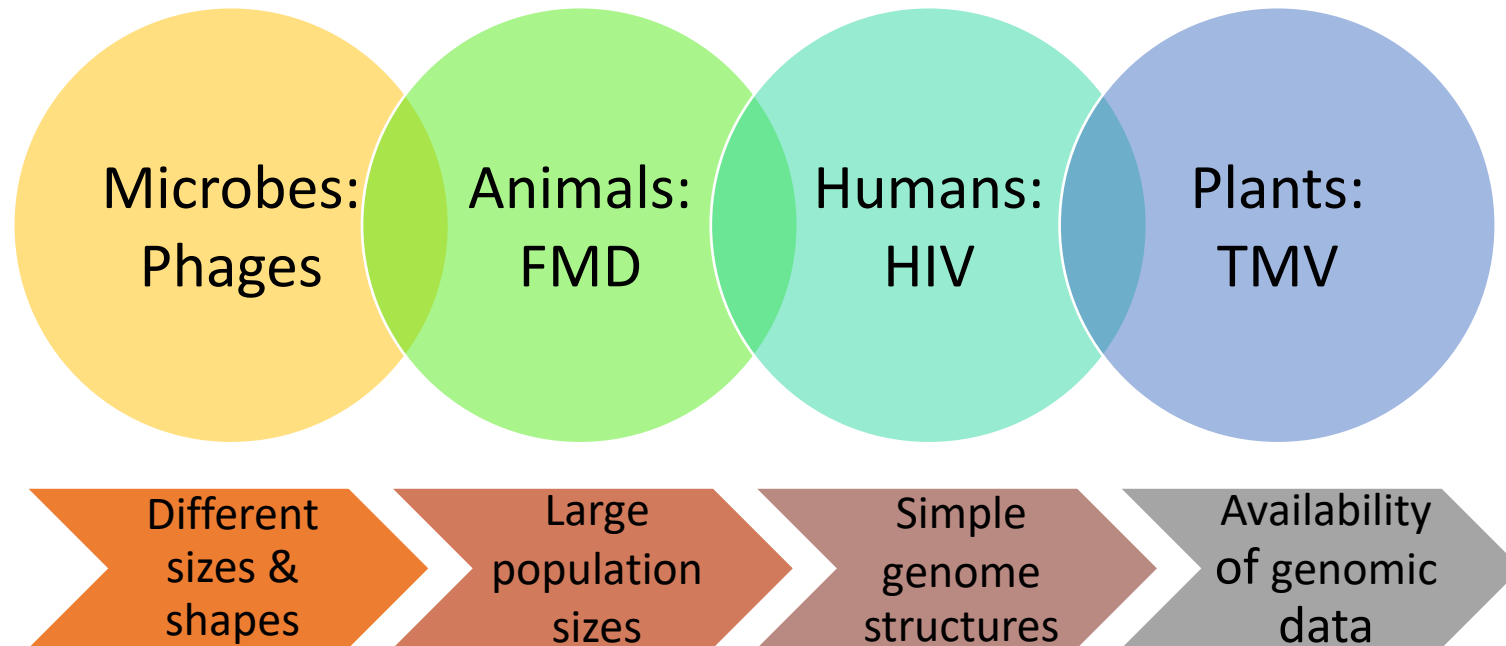 Microbes:
Phages
Animals:
FMD
Humans:
HIV
Plants:
TMV
Different
sizes &
shapes
Large
population
sizes
Simple
genome
structures
Availability
of genomic
data